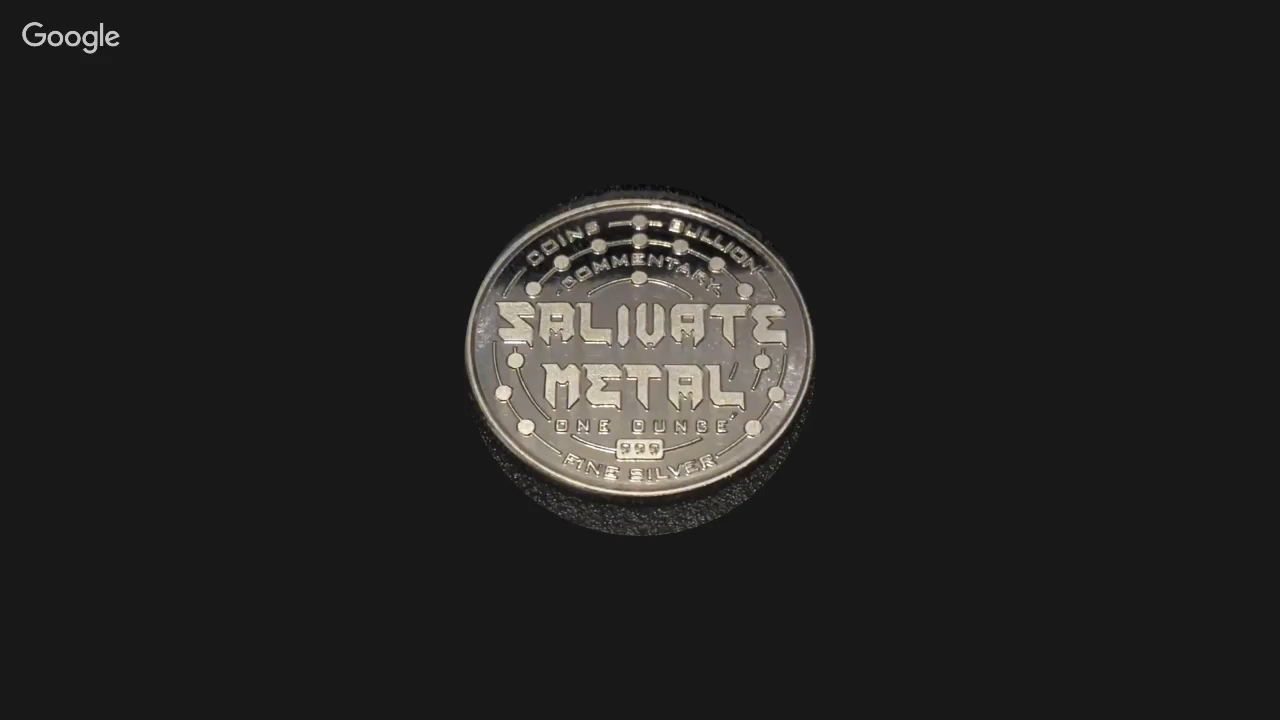 Google
COINS BULLION
COMMENTARY
SALIVATE
METAL
ONE OUNCE
999
FINE SILVER